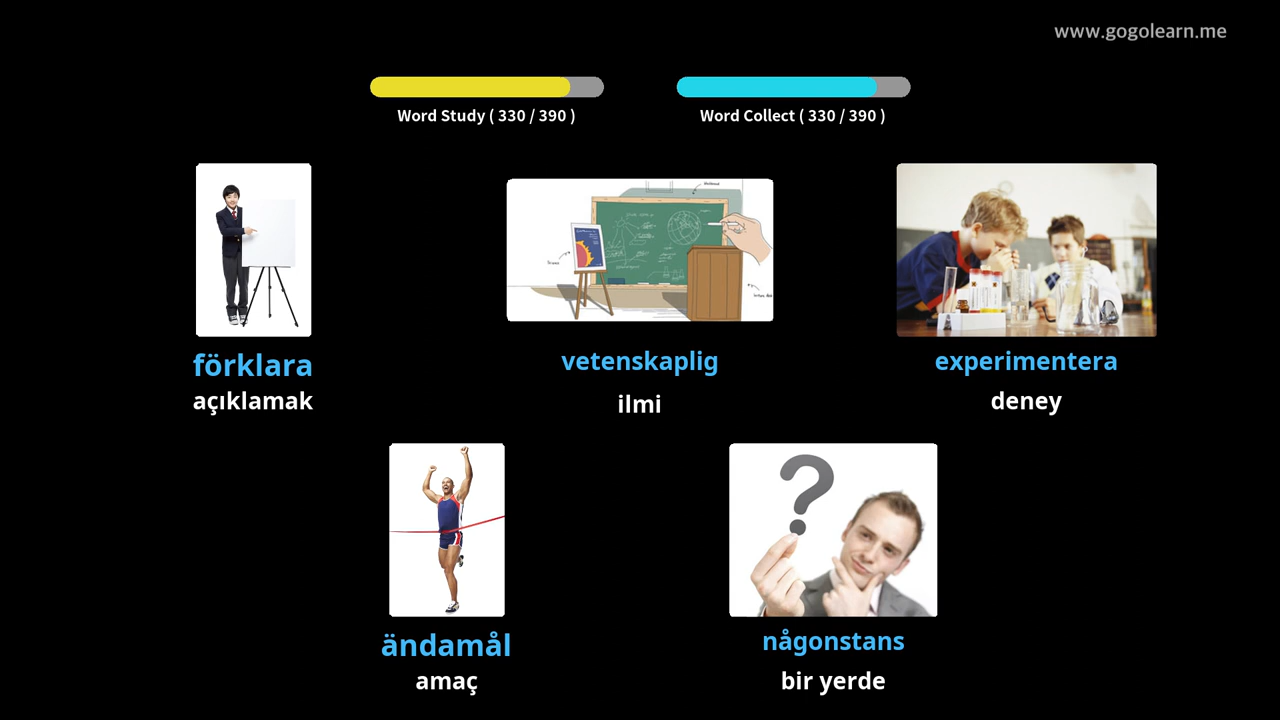 www.gogolearn.me
Word Study ( 330 / 390 )
Word Collect ( 330 / 390 )
förklara
açıklamak
vetenskaplig
ilmi
experimentera
deney
ändamål
amaç
någonstans
bir yerde